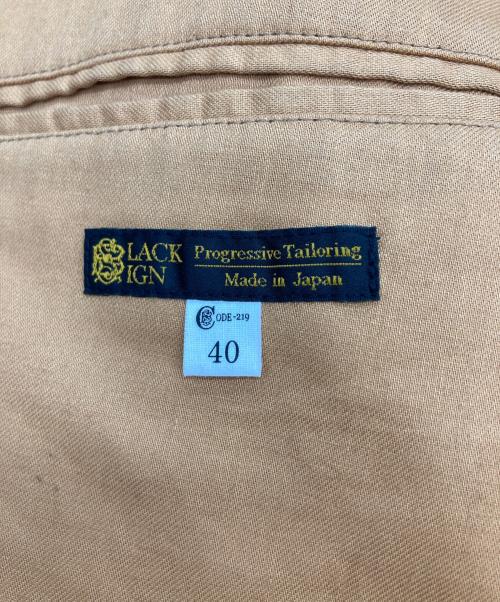 BLACK
SIGN
Progressive Tailoring
Made in Japan
CODE-219
40